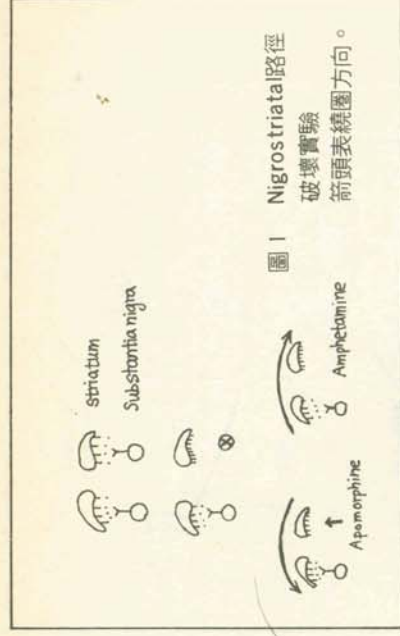 striatum
Substantia nigra
Apomorphine
Amphetamine
圖 1 Nigrostriatal路徑
破壞實驗
箭頭表繞圈方向。